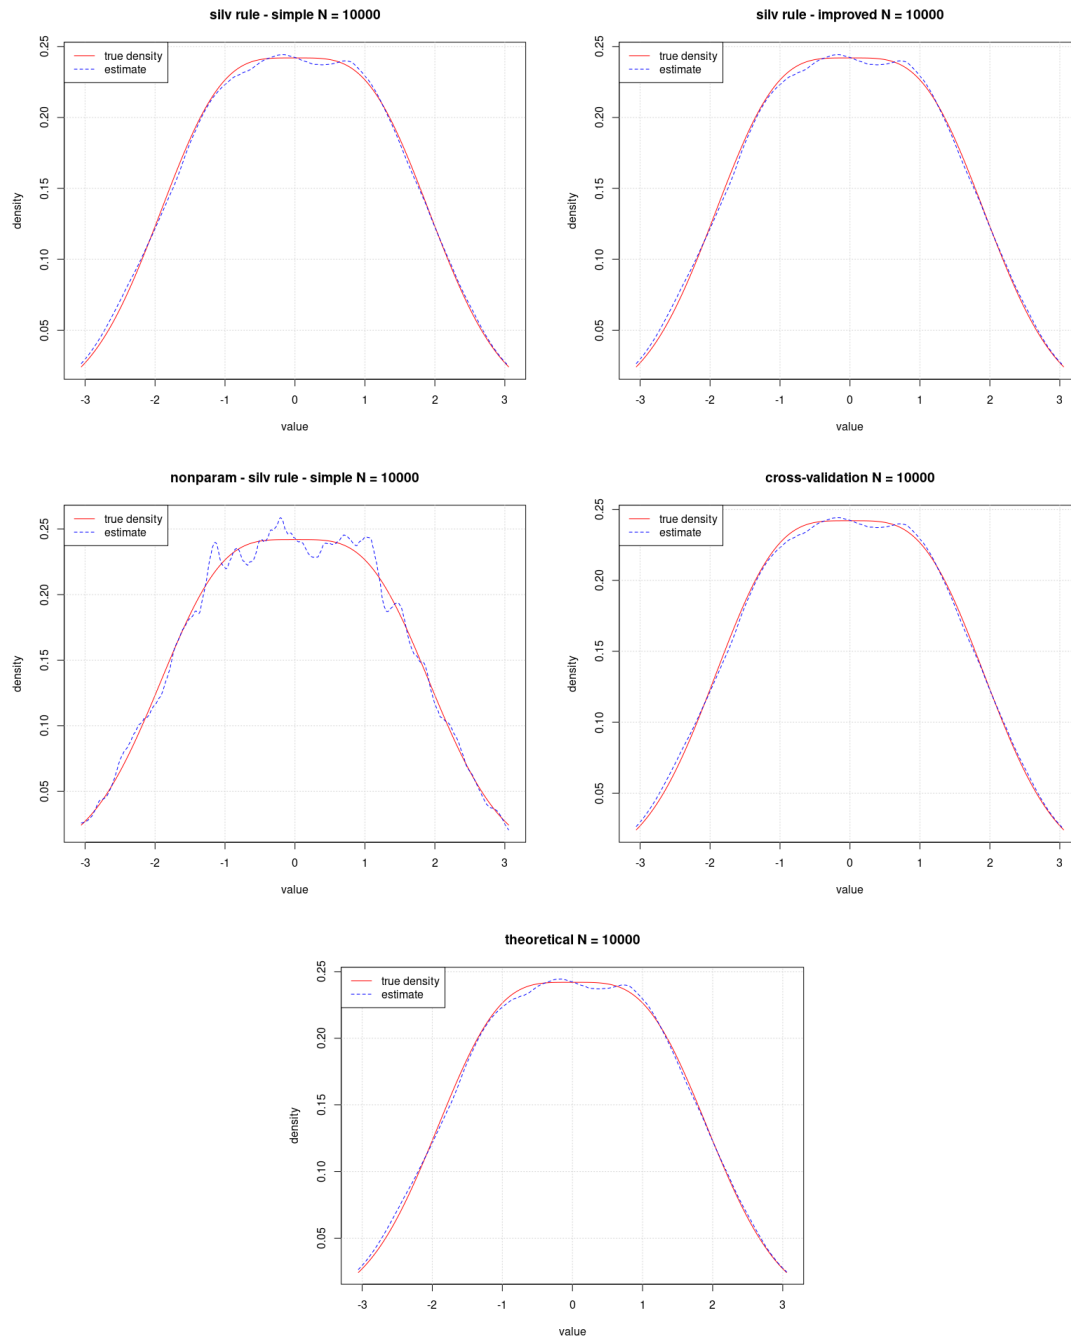 silv rule - simple N = 10000
true density
estimate
0.25
0.20
0.15
0.10
0.05
density
-3 -2 -1 0 1 2 3
value
silv rule - improved N = 10000
true density
estimate
0.25
0.20
0.15
0.10
0.05
density
-3 -2 -1 0 1 2 3
value
nonparam - silv rule - simple N = 10000
true density
estimate
0.25
0.20
0.15
0.10
0.05
density
-3 -2 -1 0 1 2 3
value
cross-validation N = 10000
true density
estimate
0.25
0.20
0.15
0.10
0.05
density
-3 -2 -1 0 1 2 3
value
theoretical N = 10000
true density
estimate
0.25
0.20
0.15
0.10
0.05
density
-3 -2 -1 0 1 2 3
value